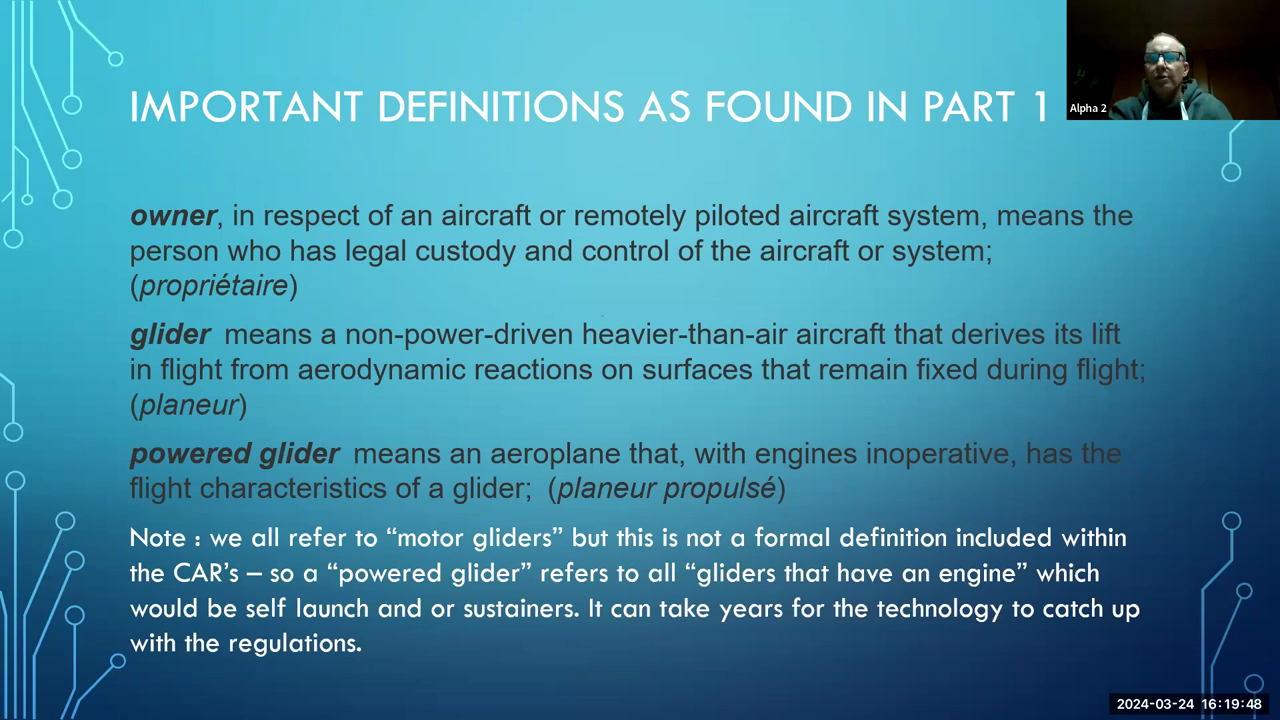 IMPORTANT DEFINITIONS AS FOUND IN PART 1
Alpha 2
owner, in respect of an aircraft or remotely piloted aircraft system, means the
person who has legal custody and control of the aircraft or system;
(propriétaire)
glider means a non-power-driven heavier-than-air aircraft that derives its lift
in flight from aerodynamic reactions on surfaces that remain fixed during flight;
(planeur)
powered glider means an aeroplane that, with engines inoperative, has the
flight characteristics of a glider; (planeur propulsé)
Note : we all refer to “motor gliders” but this is not a formal definition included within
the CAR’s – so a “powered glider” refers to all “gliders that have an engine” which
would be self launch and or sustainers. It can take years for the technology to catch up
with the regulations.
2024-03-24 16:19:48